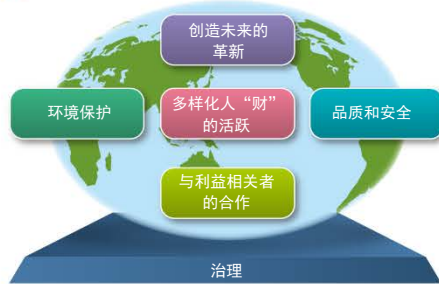 创造未来的
革新
环境保护
多样化人“财”
的活跃
品质和安全
与利益相关者
的合作
治理